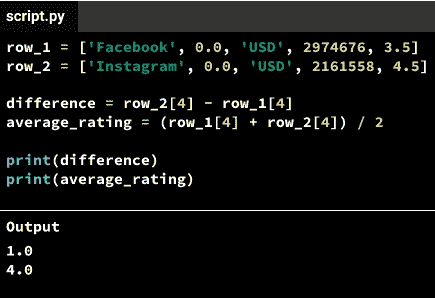 script.py
row_1 = ['Facebook', 0.0, 'USD', 2974676, 3.5]
row_2 = ['Instagram', 0.0, 'USD', 2161558, 4.5]
difference = row_2[4] - row_1[4]
average_rating = (row_1[4] + row_2[4]) / 2
print(difference)
print(average_rating)
Output
1.0
4.0